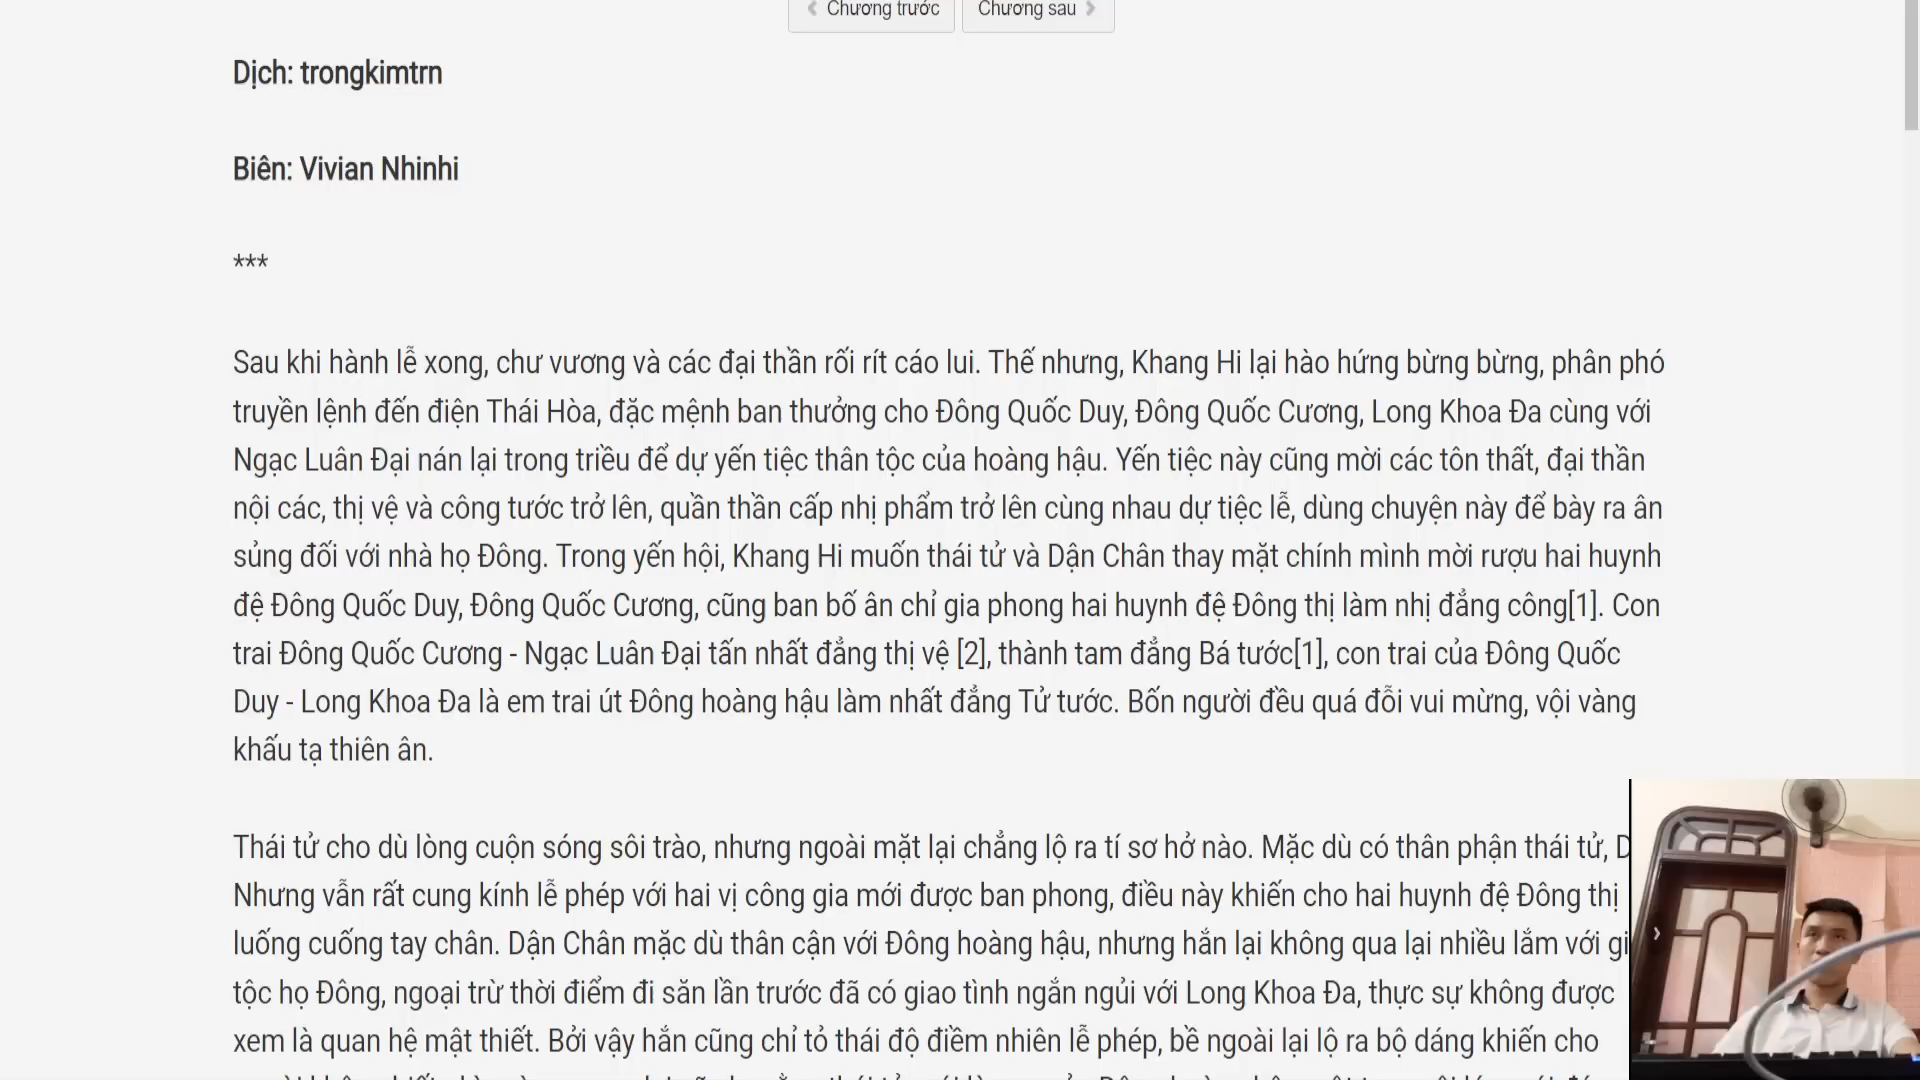 Chương trước Chương sau
Dịch: trongkimtrn
Biên: Vivian Nhinhi
***
Sau khi hành lễ xong, chư vương và các đại thần rối rít cáo lui. Thế nhưng, Khang Hi lại hào hứng bừng bừng, phân phó
truyền lệnh đến điện Thái Hòa, đặc mệnh ban thưởng cho Đông Quốc Duy, Đông Quốc Cương, Long Khoa Đa cùng với
Ngạc Luân Đại nán lại trong triều để dự yến tiệc thân tộc của hoàng hậu. Yến tiệc này cũng mời các tôn thất, đại thần
nội các, thị vệ và công tước trở lên, quần thần cấp nhị phẩm trở lên cùng nhau dự tiệc lễ, dùng chuyện này để bày ra ân
sủng đối với nhà họ Đông. Trong yến hội, Khang Hi muốn thái tử và Dận Chân thay mặt chính mình mời rượu hai huynh
đệ Đông Quốc Duy, Đông Quốc Cương, cũng ban bố ân chỉ gia phong hai huynh đệ Đông thị làm nhị đẳng công[1]. Con
trai Đông Quốc Cương - Ngạc Luân Đại tấn nhất đẳng thị vệ [2], thành tam đẳng Bá tước[1], con trai của Đông Quốc
Duy - Long Khoa Đa là em trai út Đông hoàng hậu làm nhất đẳng Tử tước. Bốn người đều quá đỗi vui mừng, vội vàng
khấu tạ thiên ân.
Thái tử cho dù lòng cuộn sóng sôi trào, nhưng ngoài mặt lại chẳng lộ ra tí sơ hở nào. Mặc dù có thân phận thái tử,
Nhưng vẫn rất cung kính lễ phép với hai vị công gia mới được ban phong, điều này khiến cho hai huynh đệ Đông thị
luống cuống tay chân. Dận Chân mặc dù thân cận với Đông hoàng hậu, nhưng hắn lại không qua lại nhiều lắm với
tộc họ Đông, ngoại trừ thời điểm đi săn lần trước đã có giao tình ngắn ngủi với Long Khoa Đa, thực sự không được
xem là quan hệ mật thiết. Bởi vậy hắn cũng chỉ tỏ thái độ điềm nhiên lễ phép, bề ngoài lại lộ ra bộ dáng khiến cho